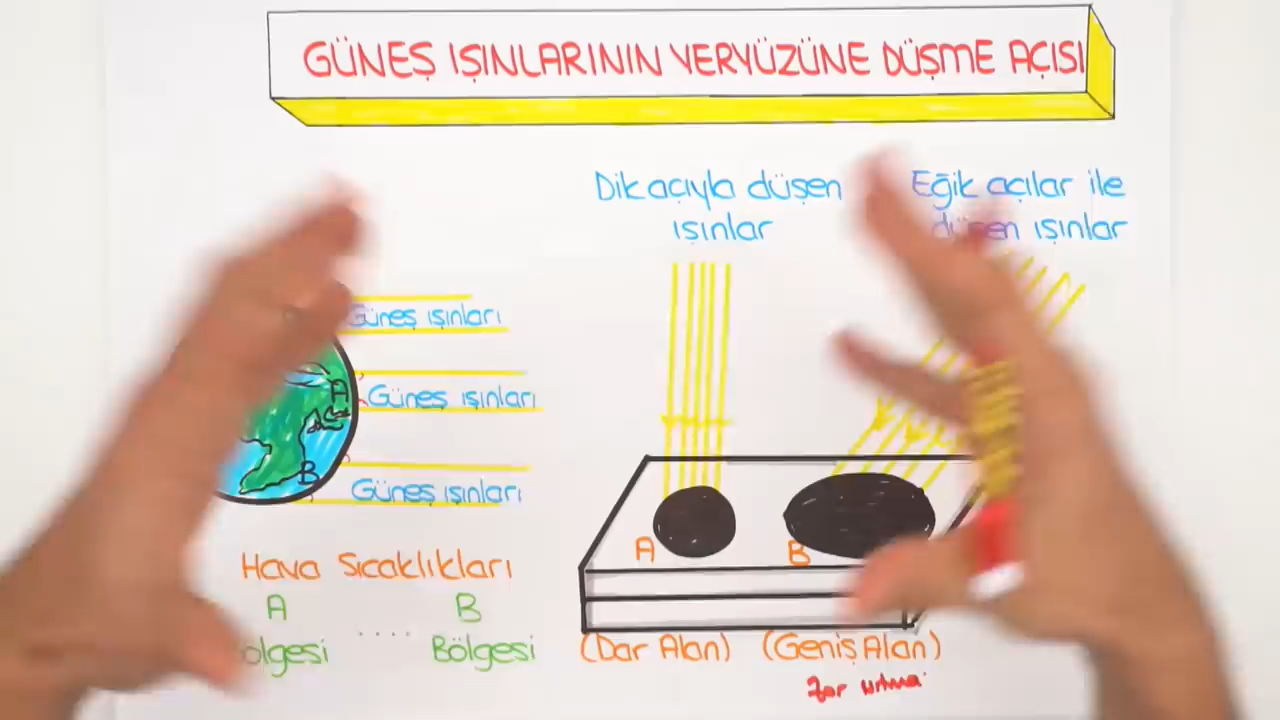 GÜNEŞ IŞINLARININ YERYÜZÜNE DÜŞME AÇISI
Dik açıyla düşen
ışınlar
Eğik açılar ile
düşen ışınlar
Güneş ışınları
A
Güneş ışınları
B
Güneş ışınları
A
B
Hava Sıcaklıkları
A
B
....
Bölgesi
(Dar Alan)
(Geniş Alan)